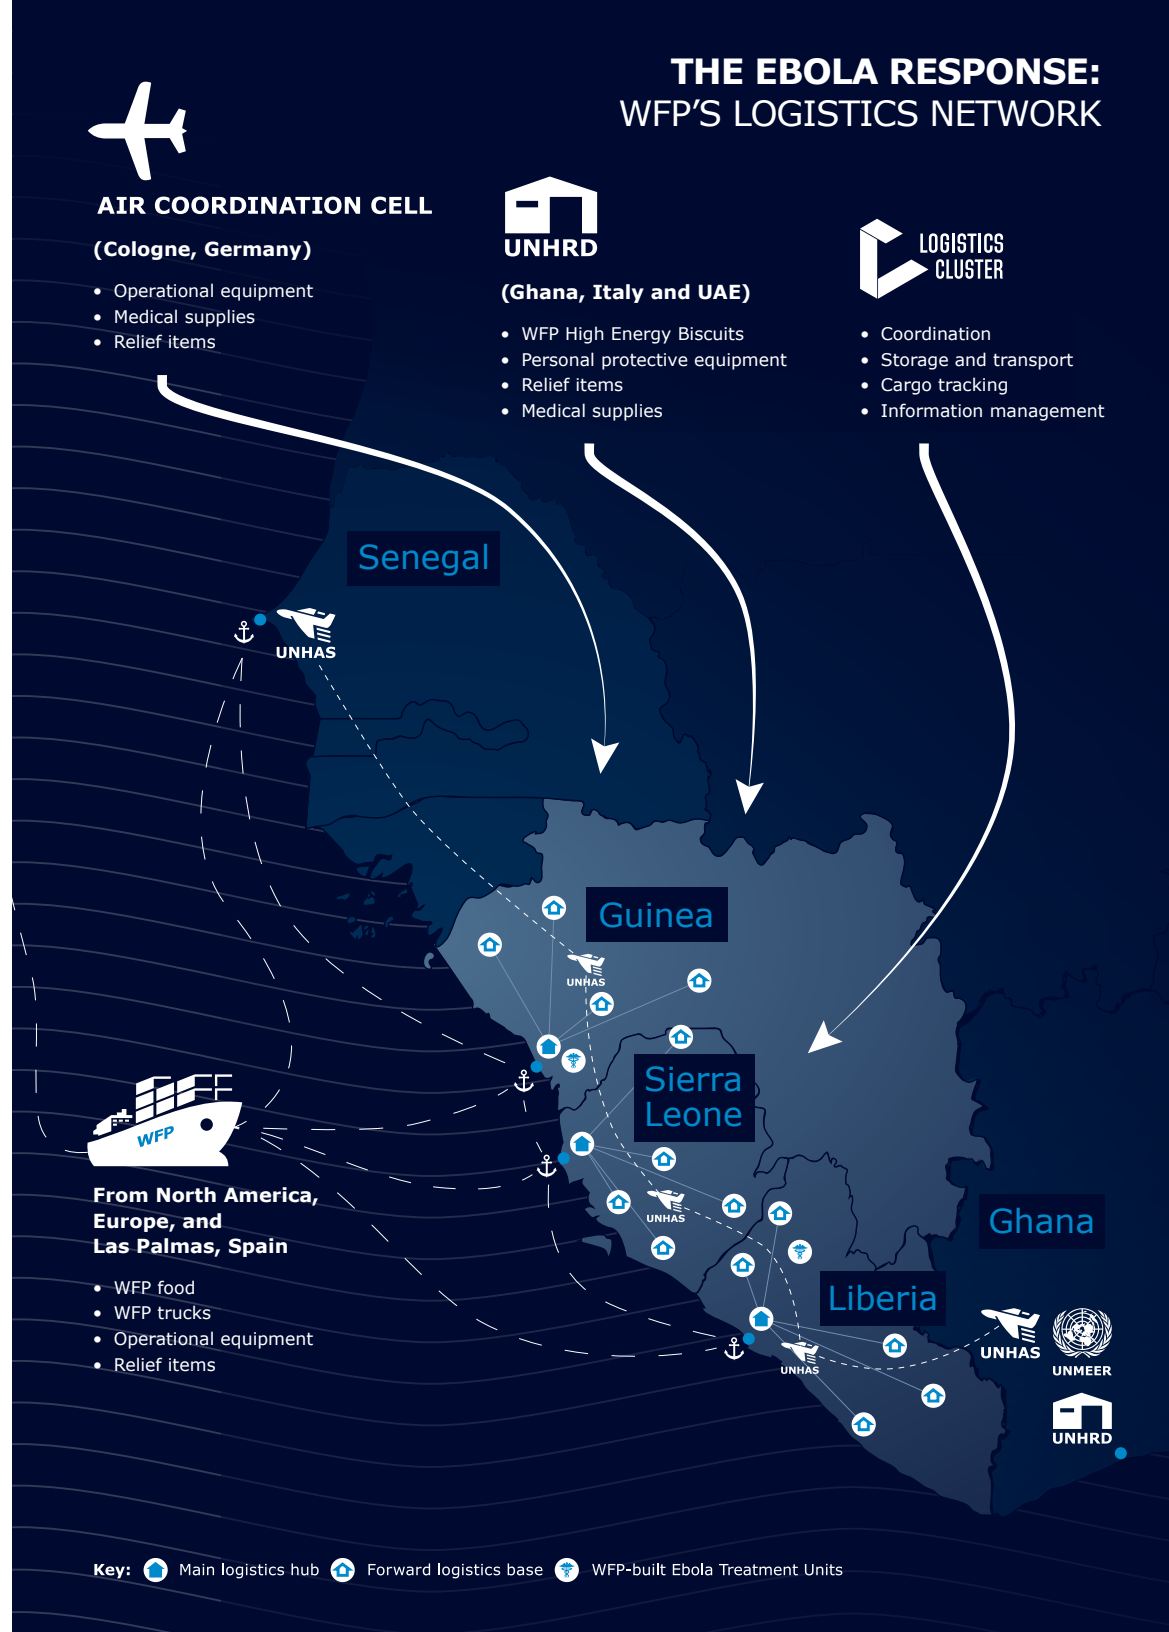 THE EBOLA RESPONSE:
WFP'S LOGISTICS NETWORK
AIR COORDINATION CELL
(Cologne, Germany)
• Operational equipment
• Medical supplies
• Relief items
UNHRD
(Ghana, Italy and UAE)
• WFP High Energy Biscuits
• Personal protective equipment
• Relief items
• Medical supplies
LOGISTICS
CLUSTER
• Coordination
• Storage and transport
• Cargo tracking
• Information management
Senegal
UNHAS
Guinea
UNHAS
Sierra
Leone
UNHAS
Ghana
Liberia
UNHAS
UNHAS
UNMEER
UNHRD
WFP
From North America,
Europe, and
Las Palmas, Spain
• WFP food
• WFP trucks
• Operational equipment
• Relief items
Key: Main logistics hub Forward logistics base WFP-built Ebola Treatment Units